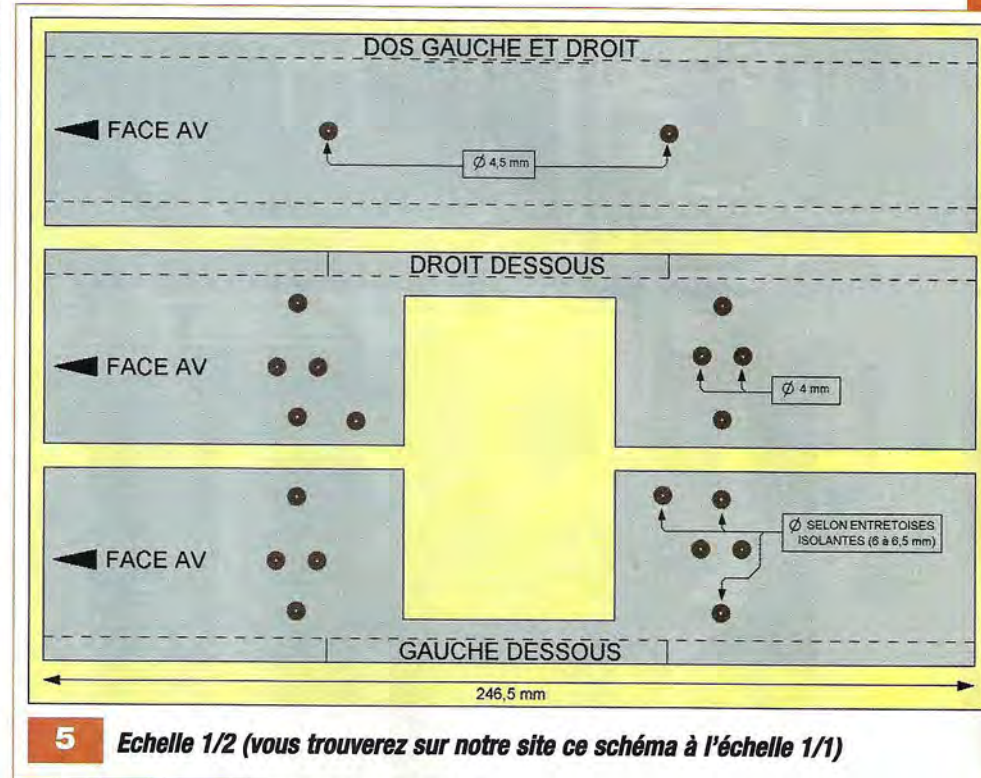 DOS GAUCHE ET DROIT
FACE AV
Ø 4,5 mm
DROIT DESSOUS
FACE AV
Ø 4 mm
FACE AV
Ø SELON ENTRETOISES
ISOLANTES (6 à 6,5 mm)
GAUCHE DESSOUS
246,5 mm
5 Echelle 1/2 (vous trouverez sur notre site ce schéma à l'échelle 1/1)